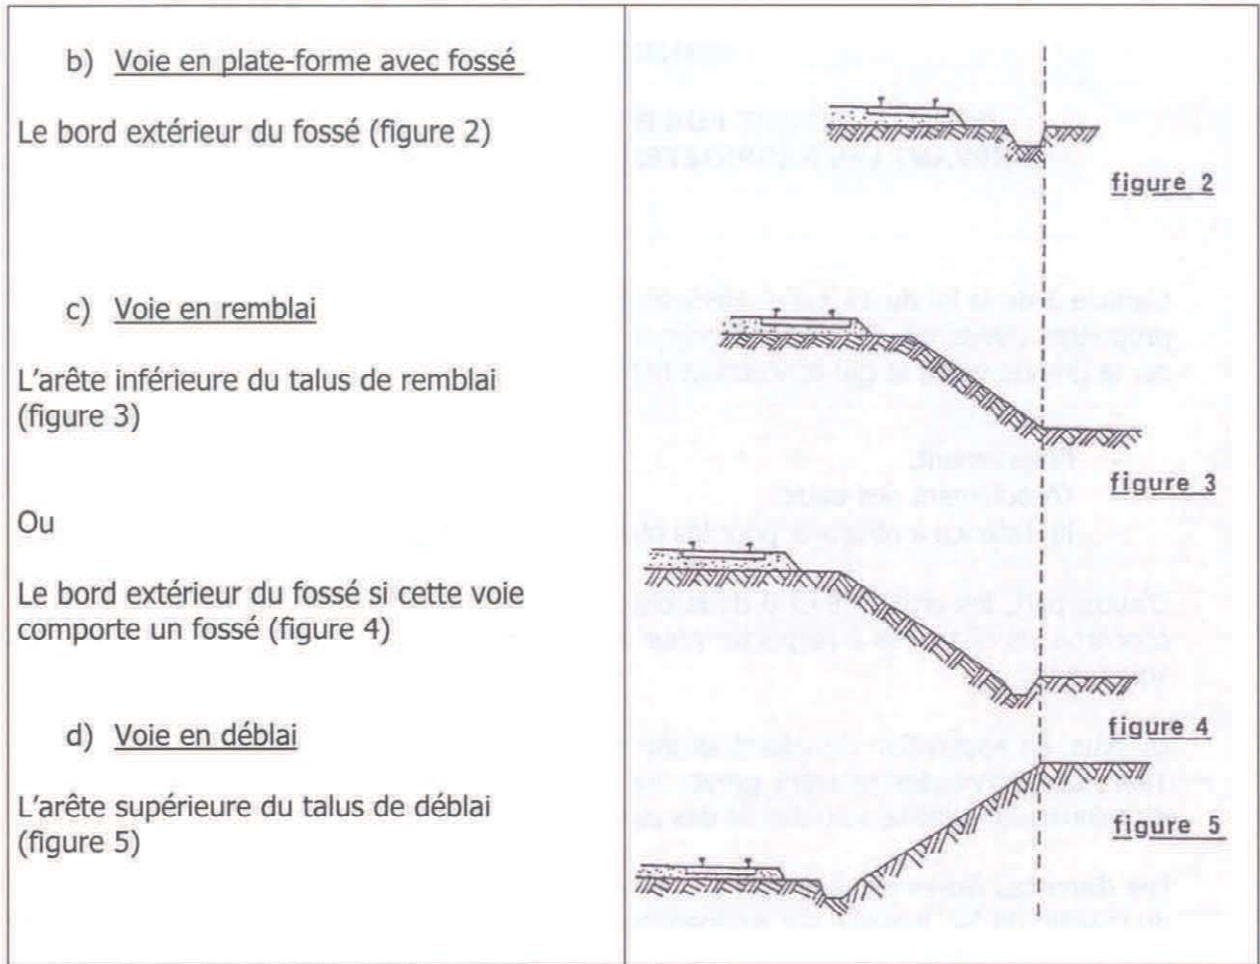 b) Voie en plate-forme avec fossé
Le bord extérieur du fossé (figure 2)
figure 2
c) Voie en remblai
L'arête inférieure du talus de remblai
(figure 3)
figure 3
Ou
Le bord extérieur du fossé si cette voie
comporte un fossé (figure 4)
figure 4
d) Voie en déblai
L'arête supérieure du talus de déblai
(figure 5)
figure 5